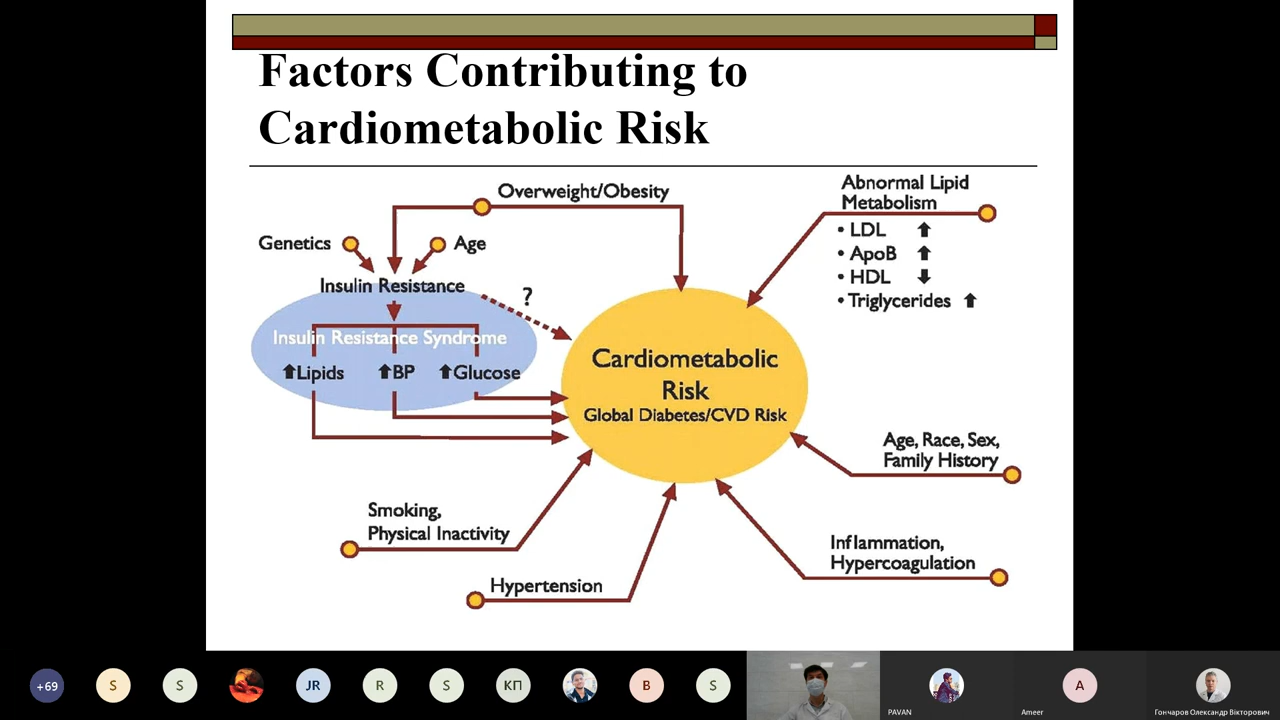 Factors Contributing to
Cardiometabolic Risk
Overweight/Obesity
Abnormal Lipid
Metabolism
• LDL ⬆
• ApoB ⬆
• HDL ⬇
• Triglycerides ⬆
Genetics
Age
Insulin Resistance
?
Insulin Resistance Syndrome
⬆Lipids ⬆BP ⬆Glucose
Cardiometabolic
Risk
Global Diabetes/CVD Risk
Age, Race, Sex,
Family History
Smoking,
Physical Inactivity
Inflammation,
Hypercoagulation
Hypertension
+69
S
S
JR
R
S
КП
B
S
PAVAN
A
Ameer
Гончаров Олександр Вікторович